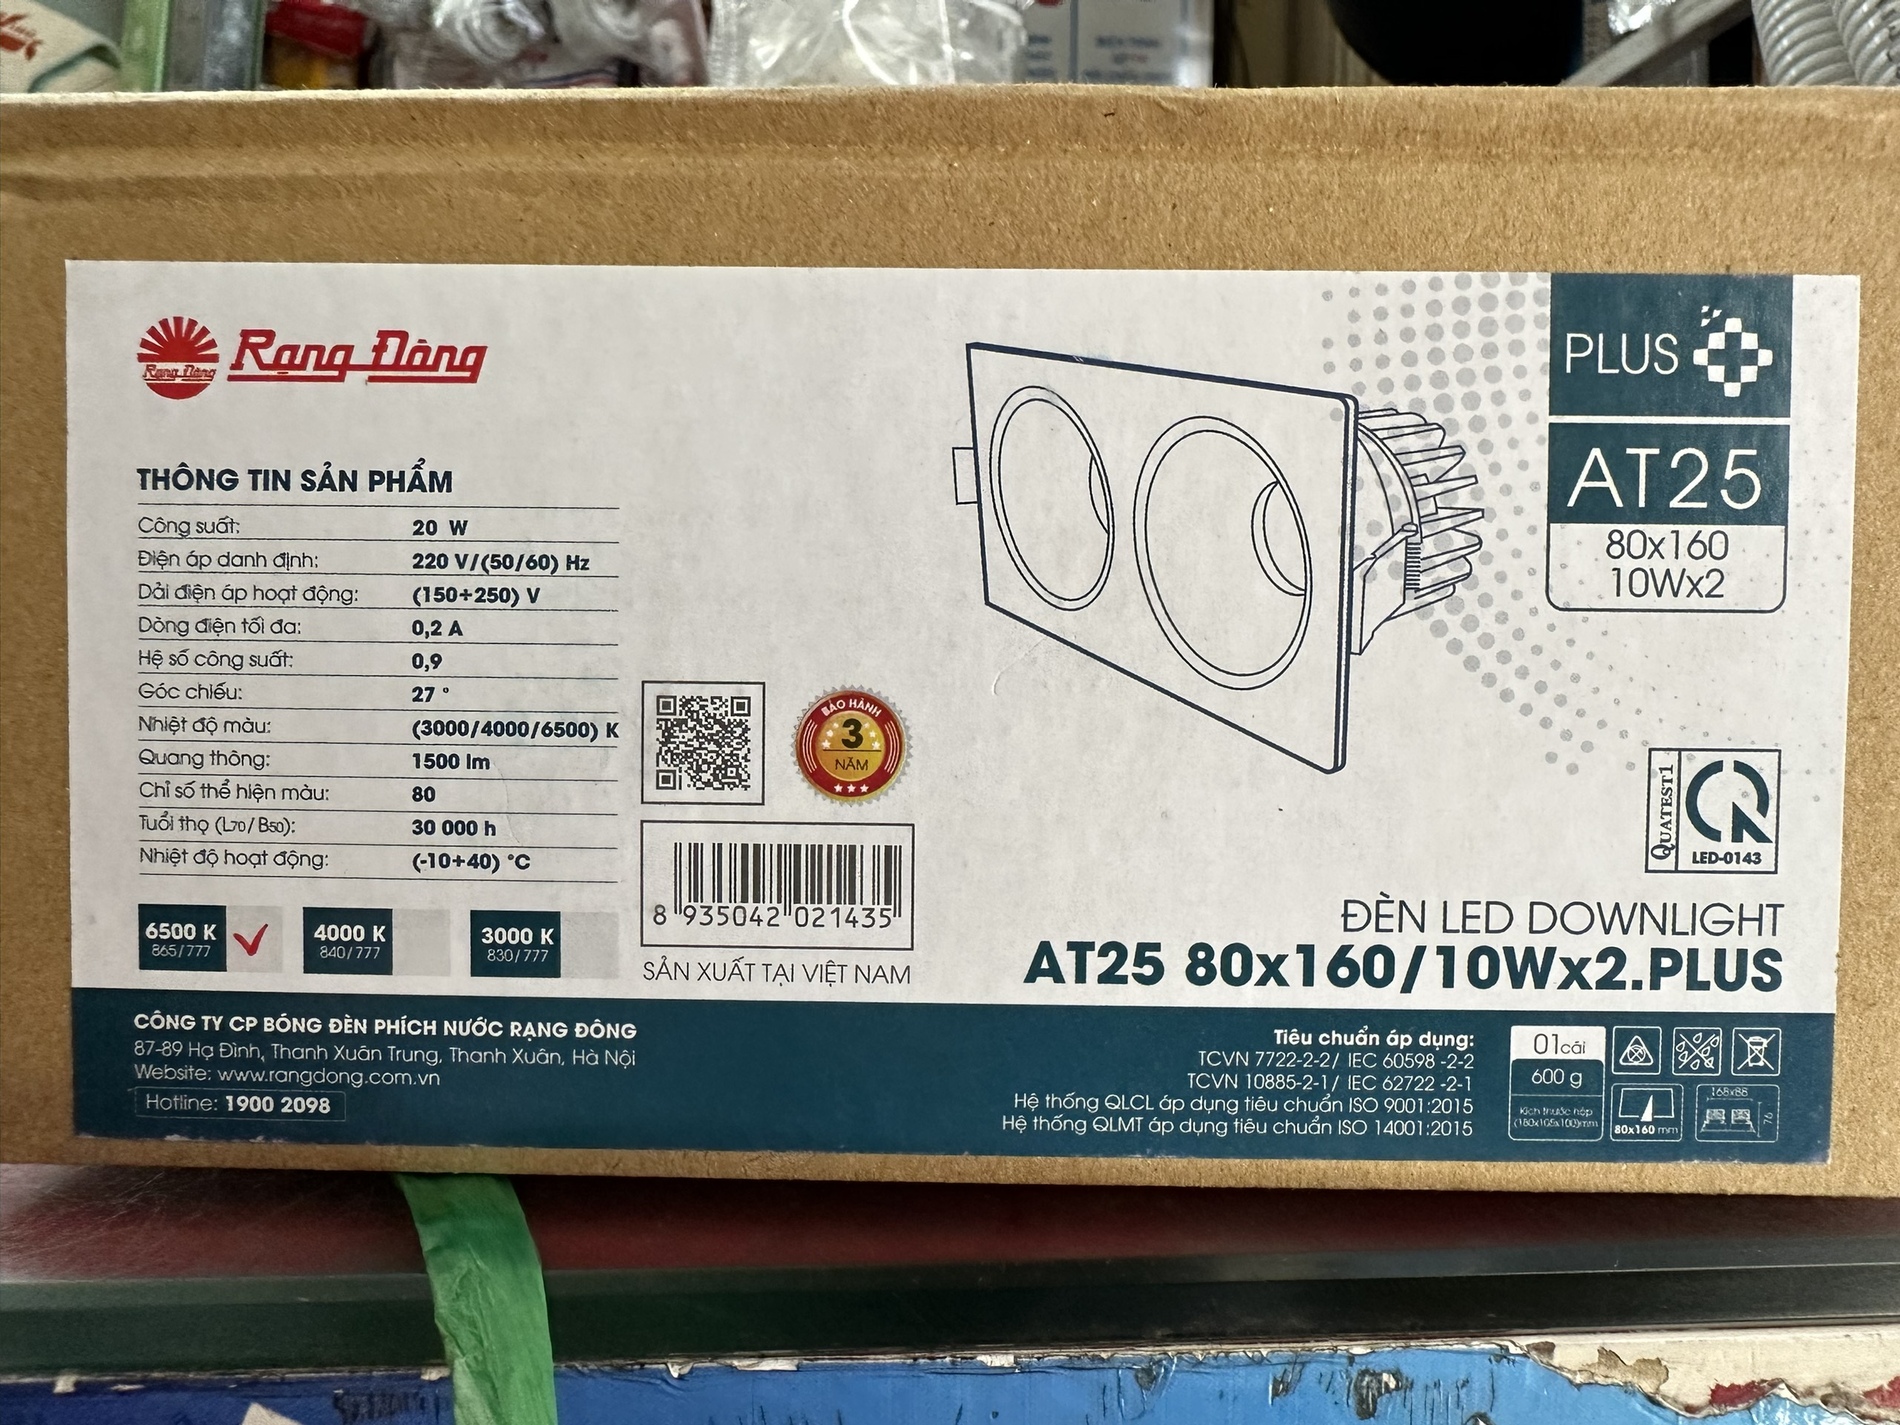 Rạng Đông
Rạng Đông
THÔNG TIN SẢN PHẨM
Công suất: 20 W
Điện áp danh định: 220 V/(50/60) Hz
Dải điện áp hoạt động: (150÷250) V
Dòng điện tối đa: 0,2 A
Hệ số công suất: 0,9
Góc chiếu: 27 °
Nhiệt độ màu: (3000/4000/6500) K
Quang thông: 1500 lm
Chỉ số thể hiện màu: 80
Tuổi thọ (L70/ B50): 30 000 h
Nhiệt độ hoạt động: (-10÷40) °C
6500 K
865/777
4000 K
840/777
3000 K
830/777
BẢO HÀNH
3
NĂM
8 935042 021435
SẢN XUẤT TẠI VIỆT NAM
PLUS
AT25
80x160
10Wx2
QUATEST1
LED-0143
ĐÈN LED DOWNLIGHT
AT25 80x160/10Wx2.PLUS
CÔNG TY CP BÓNG ĐÈN PHÍCH NƯỚC RẠNG ĐÔNG
87-89 Hạ Đình, Thanh Xuân Trung, Thanh Xuân, Hà Nội
Website: www.rangdong.com.vn
Hotline: 1900 2098
Tiêu chuẩn áp dụng:
TCVN 7722-2-2/ IEC 60598 -2-2
TCVN 10885-2-1/ IEC 62722 -2-1
Hệ thống QLCL áp dụng tiêu chuẩn ISO 9001:2015
Hệ thống QLMT áp dụng tiêu chuẩn ISO 14001:2015
01cái
600 g
Kích thước hộp
(180x105x100)mm
80x160 mm
168x88
76